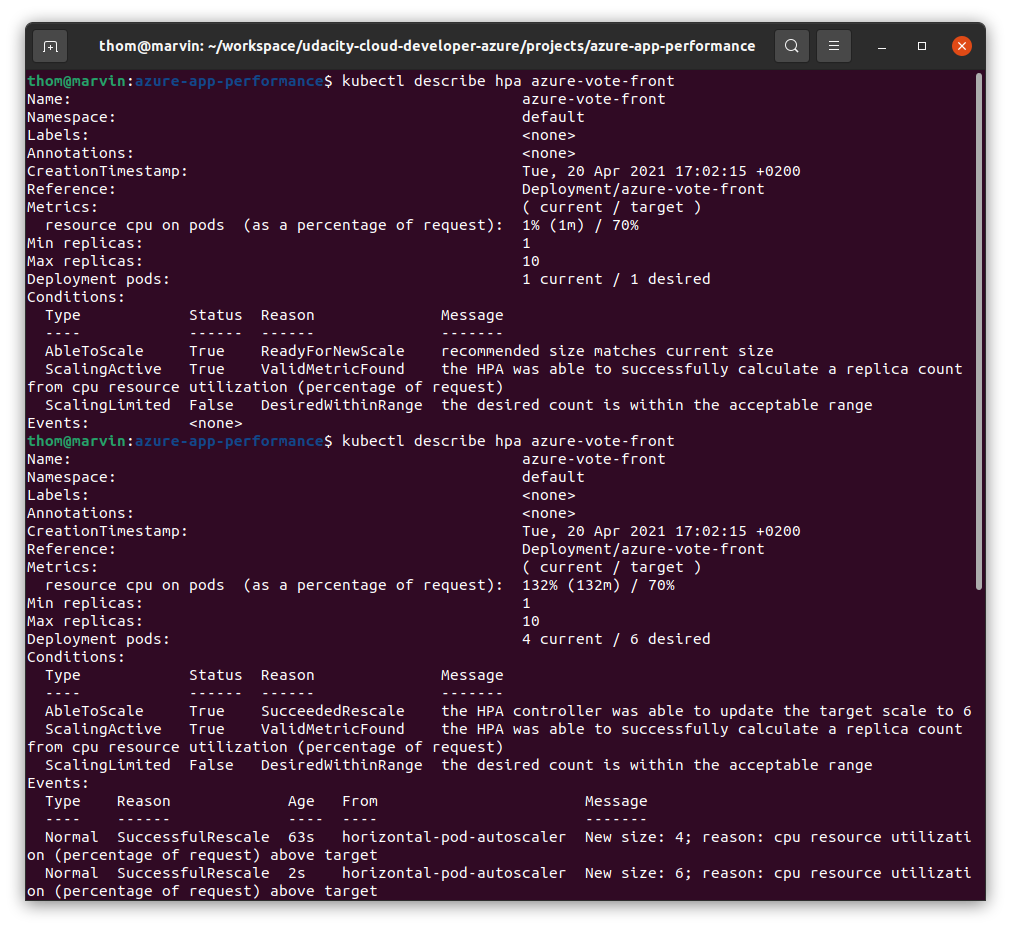 thom@marvin: ~/workspace/udacity-cloud-developer-azure/projects/azure-app-performance
thom@marvin:azure-app-performance$ kubectl describe hpa azure-vote-front
Name:                                                  azure-vote-front
Namespace:                                             default
Labels:                                                <none>
Annotations:                                           <none>
CreationTimestamp:                                     Tue, 20 Apr 2021 17:02:15 +0200
Reference:                                             Deployment/azure-vote-front
Metrics:                                               ( current / target )
  resource cpu on pods  (as a percentage of request):  1% (1m) / 70%
Min replicas:                                          1
Max replicas:                                          10
Deployment pods:                                       1 current / 1 desired
Conditions:
  Type            Status  Reason              Message
  ----            ------  ------              -------
  AbleToScale     True    ReadyForNewScale    recommended size matches current size
  ScalingActive   True    ValidMetricFound    the HPA was able to successfully calculate a replica count
from cpu resource utilization (percentage of request)
  ScalingLimited  False   DesiredWithinRange  the desired count is within the acceptable range
Events:           <none>
thom@marvin:azure-app-performance$ kubectl describe hpa azure-vote-front
Name:                                                  azure-vote-front
Namespace:                                             default
Labels:                                                <none>
Annotations:                                           <none>
CreationTimestamp:                                     Tue, 20 Apr 2021 17:02:15 +0200
Reference:                                             Deployment/azure-vote-front
Metrics:                                               ( current / target )
  resource cpu on pods  (as a percentage of request):  132% (132m) / 70%
Min replicas:                                          1
Max replicas:                                          10
Deployment pods:                                       4 current / 6 desired
Conditions:
  Type            Status  Reason              Message
  ----            ------  ------              -------
  AbleToScale     True    SucceededRescale    the HPA controller was able to update the target scale to 6
  ScalingActive   True    ValidMetricFound    the HPA was able to successfully calculate a replica count
from cpu resource utilization (percentage of request)
  ScalingLimited  False   DesiredWithinRange  the desired count is within the acceptable range
Events:
  Type    Reason             Age   From                       Message
  ----    ------             ----  ----                       -------
  Normal  SuccessfulRescale  63s   horizontal-pod-autoscaler  New size: 4; reason: cpu resource utilizati
on (percentage of request) above target
  Normal  SuccessfulRescale  2s    horizontal-pod-autoscaler  New size: 6; reason: cpu resource utilizati
on (percentage of request) above target